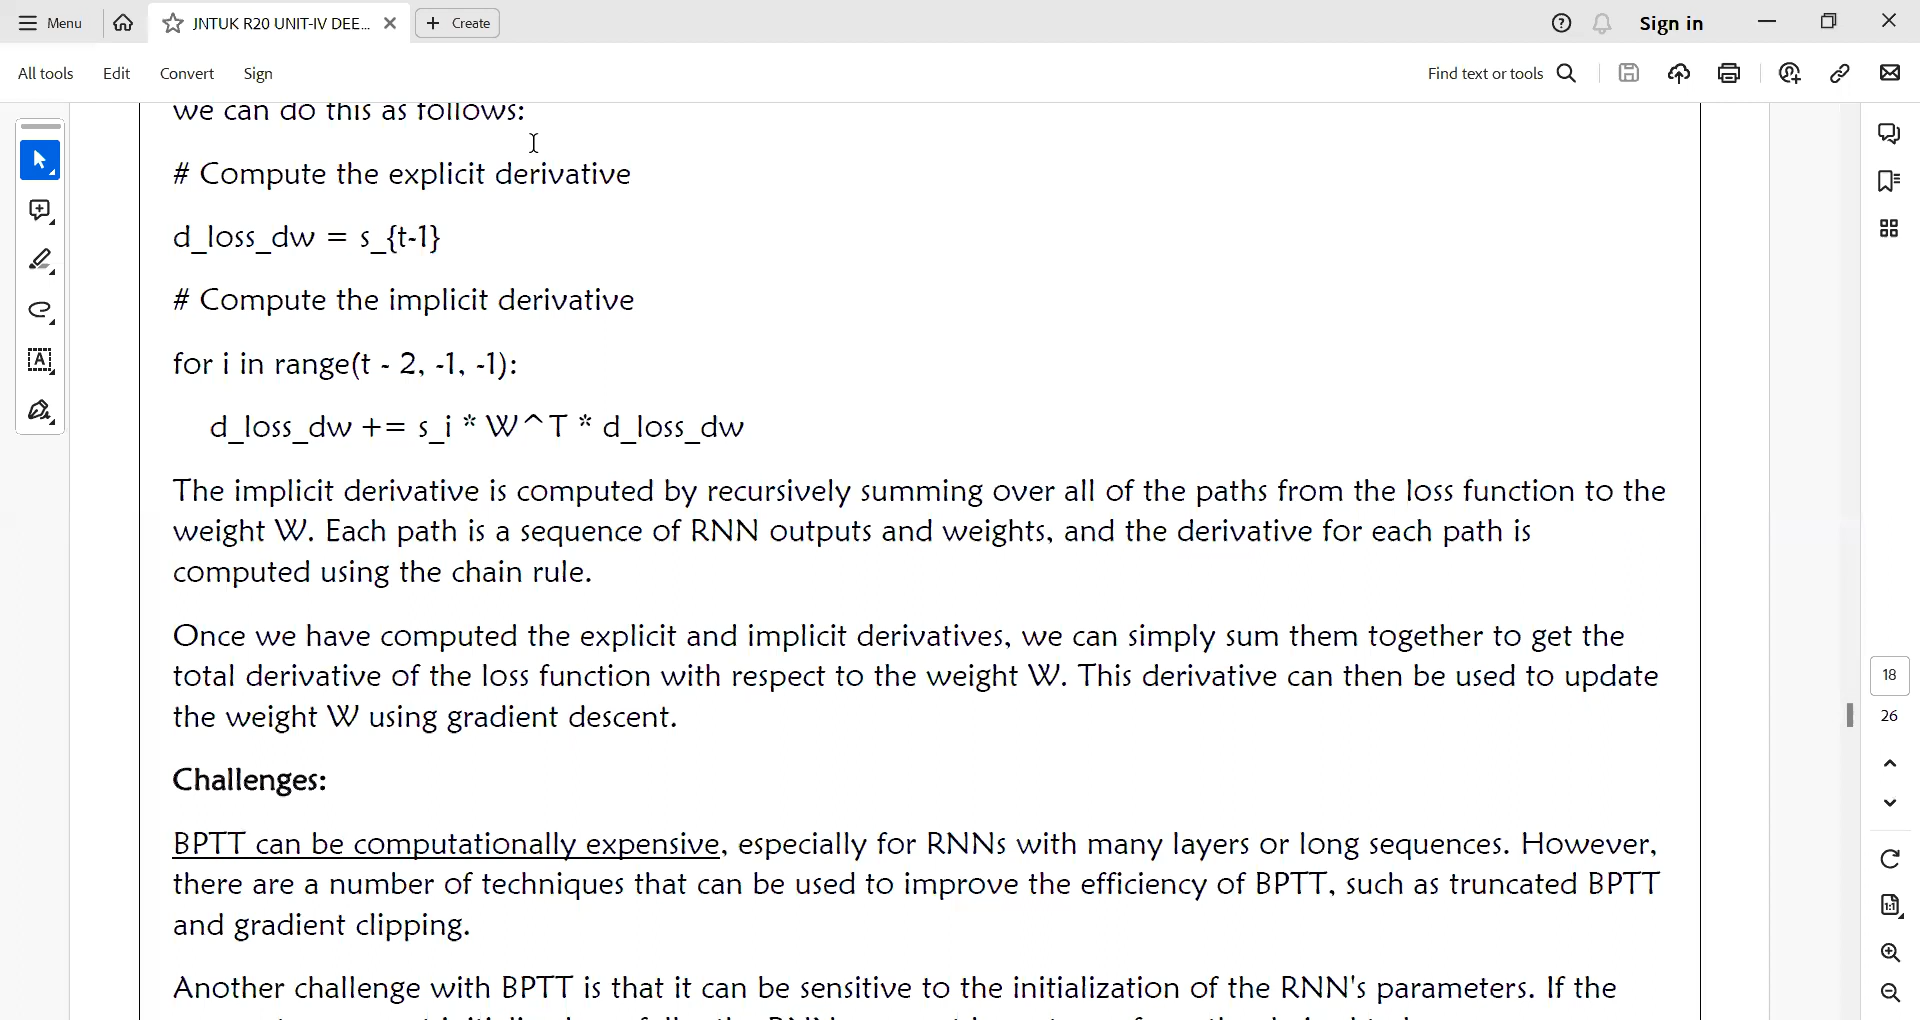 Menu
JNTUK R20 UNIT-IV DEE...
Create
Sign in
All tools
Edit
Convert
Sign
Find text or tools
we can do this as follows:
# Compute the explicit derivative
d_loss_dw = s_{t-1}
# Compute the implicit derivative
for i in range(t - 2, -1, -1):
d_loss_dw += s_i * W^T * d_loss_dw
The implicit derivative is computed by recursively summing over all of the paths from the loss function to the
weight W. Each path is a sequence of RNN outputs and weights, and the derivative for each path is
computed using the chain rule.
Once we have computed the explicit and implicit derivatives, we can simply sum them together to get the
total derivative of the loss function with respect to the weight W. This derivative can then be used to update
the weight W using gradient descent.
Challenges:
BPTT can be computationally expensive, especially for RNNs with many layers or long sequences. However,
there are a number of techniques that can be used to improve the efficiency of BPTT, such as truncated BPTT
and gradient clipping.
Another challenge with BPTT is that it can be sensitive to the initialization of the RNN's parameters. If the
18
26